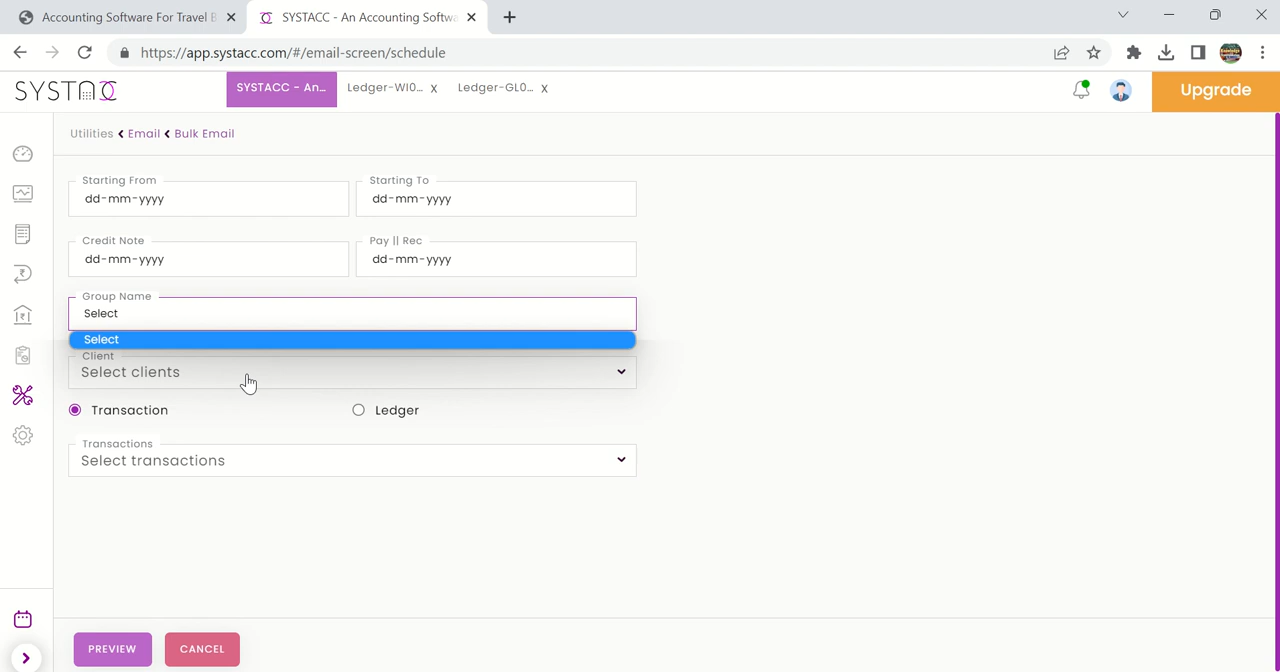 Accounting Software For Travel B
SYSTACC - An Accounting Softwa
https://app.systacc.com/#/email-screen/schedule
SYSTACC
SYSTACC - An...
Ledger-WI0... x
Ledger-GL0... x
Upgrade
Utilities Email Bulk Email
Starting From
dd-mm-yyyy
Starting To
dd-mm-yyyy
Credit Note
dd-mm-yyyy
Pay || Rec
dd-mm-yyyy
Group Name
Select
Select
Client
Select clients
Transaction
Ledger
Transactions
Select transactions
PREVIEW
CANCEL